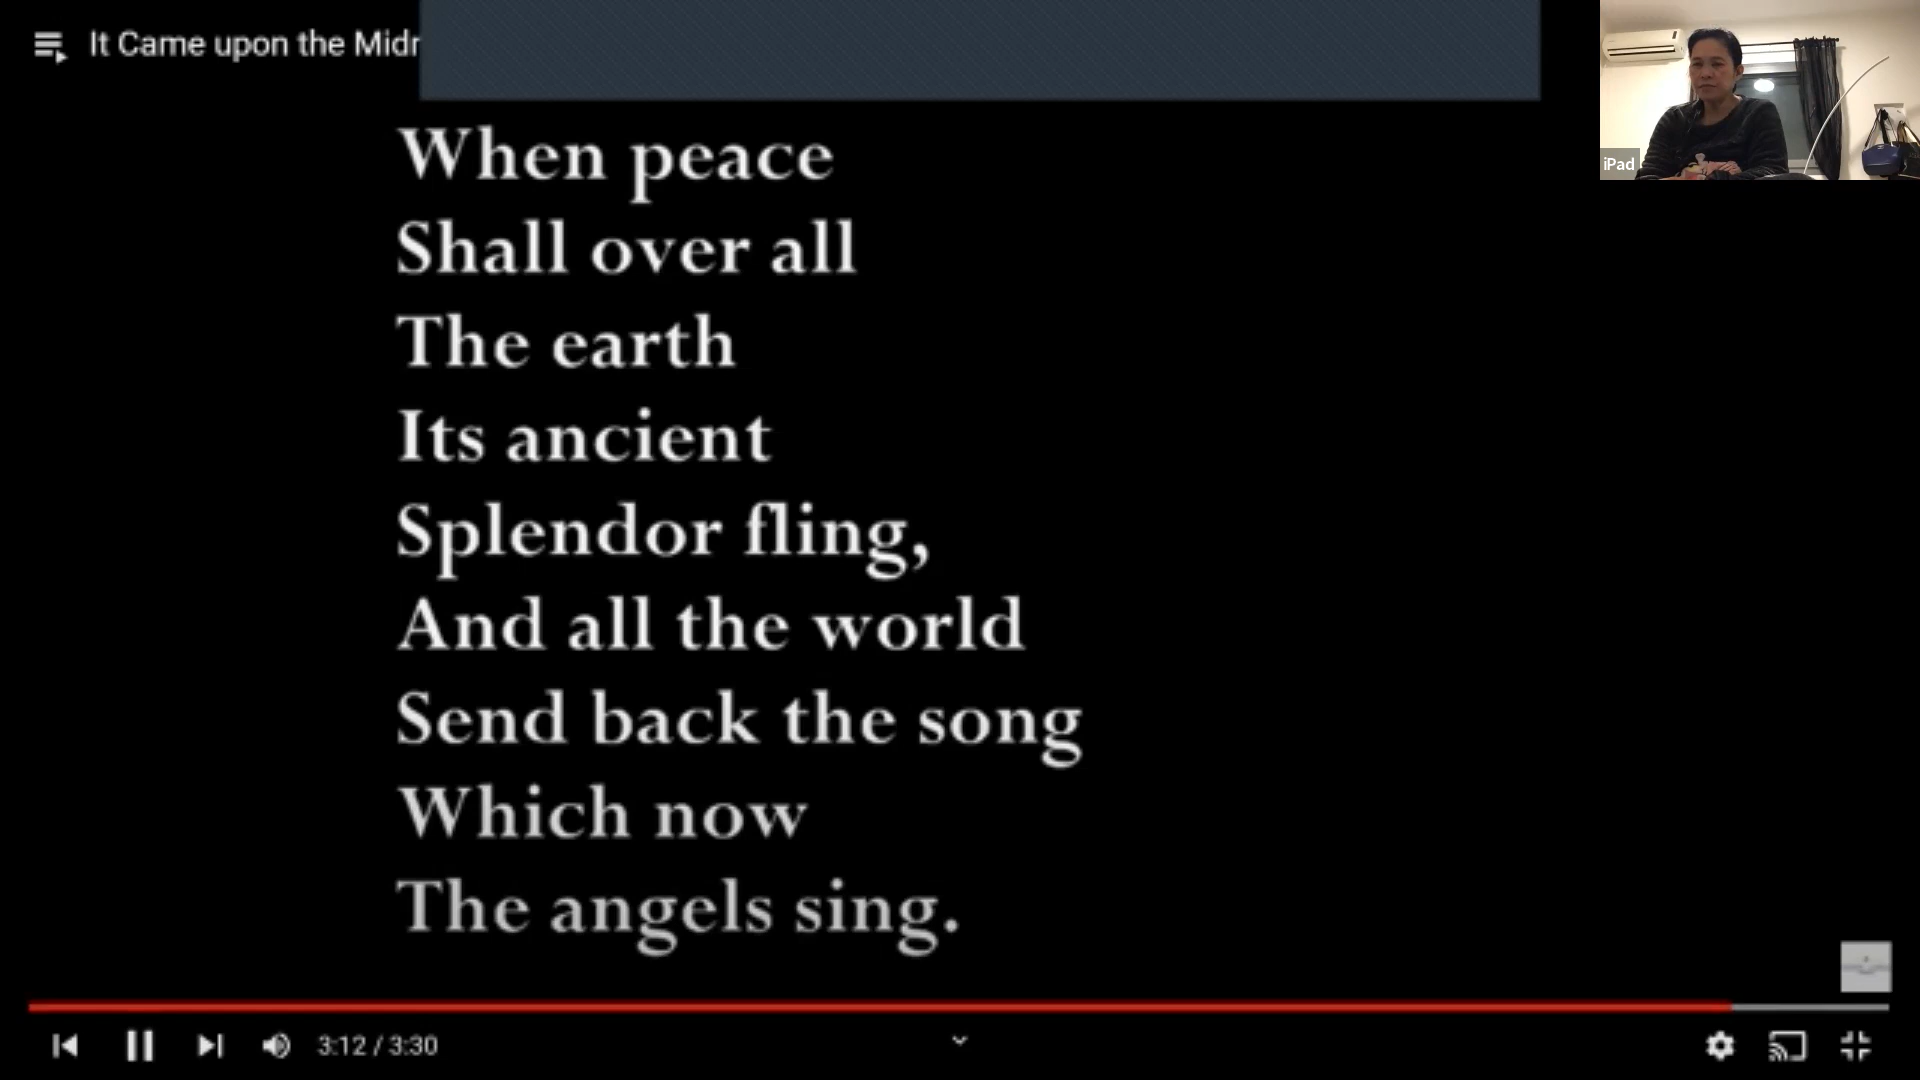 It Came upon the Midr
iPad
When peace
Shall over all
The earth
Its ancient
Splendor fling,
And all the world
Send back the song
Which now
The angels sing.
3:12 / 3:30